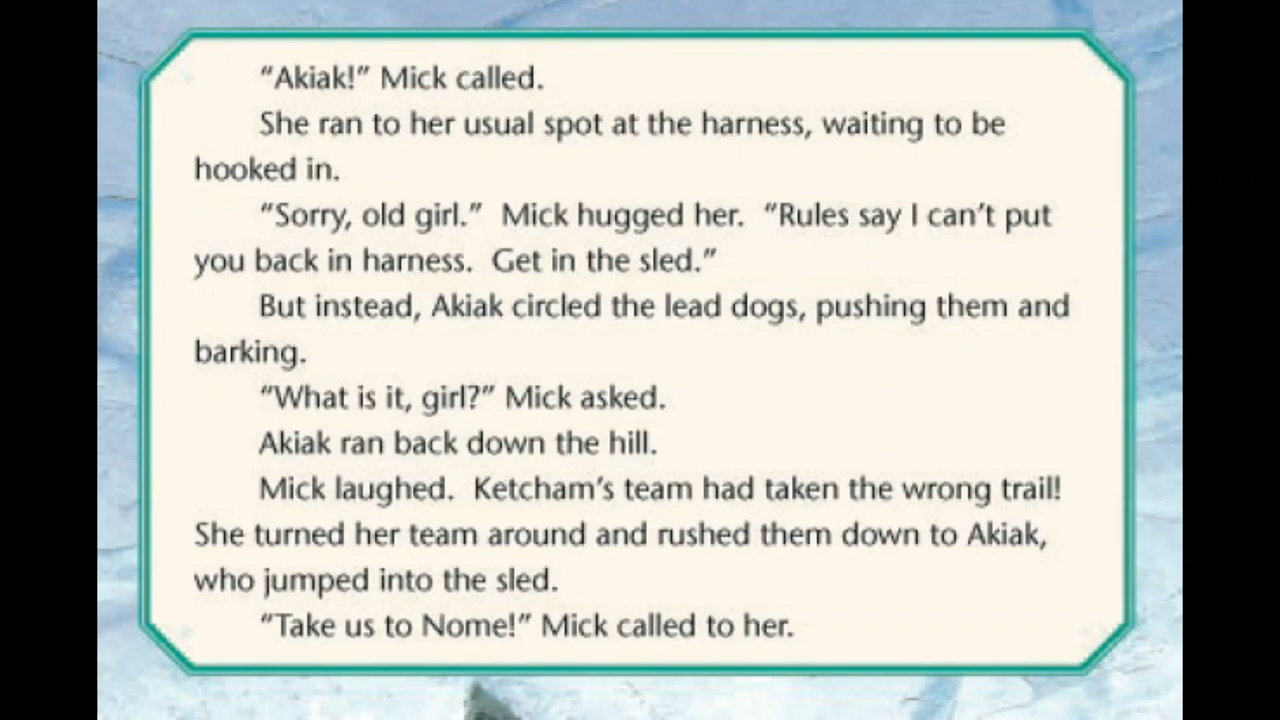 “Akiak!” Mick called.
She ran to her usual spot at the harness, waiting to be
hooked in.
“Sorry, old girl.”  Mick hugged her.  “Rules say I can’t put
you back in harness.  Get in the sled.”
But instead, Akiak circled the lead dogs, pushing them and
barking.
“What is it, girl?” Mick asked.
Akiak ran back down the hill.
Mick laughed.  Ketcham’s team had taken the wrong trail!
She turned her team around and rushed them down to Akiak,
who jumped into the sled.
“Take us to Nome!” Mick called to her.